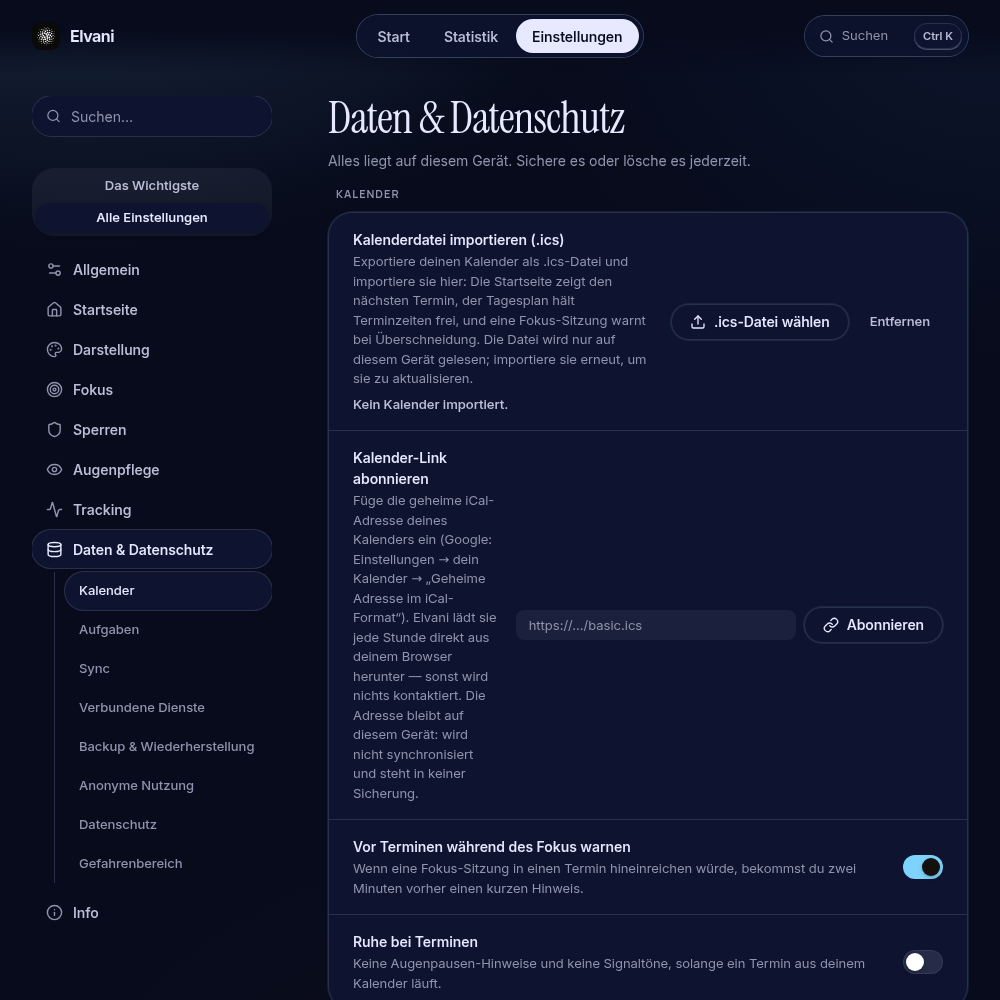 Elvani
Start
Statistik
Einstellungen
Suchen
Ctrl K
Suchen...
Das Wichtigste
Alle Einstellungen
Allgemein
Startseite
Darstellung
Fokus
Sperren
Augenpflege
Tracking
Daten & Datenschutz
Kalender
Aufgaben
Sync
Verbundene Dienste
Backup & Wiederherstellung
Anonyme Nutzung
Datenschutz
Gefahrenbereich
Info
Daten & Datenschutz
Alles liegt auf diesem Gerät. Sichere es oder lösche es jederzeit.
KALENDER
Kalenderdatei importieren (.ics)
Exportiere deinen Kalender als .ics-Datei und
importiere sie hier: Die Startseite zeigt den
nächsten Termin, der Tagesplan hält
Terminzeiten frei, und eine Fokus-Sitzung warnt
bei Überschneidung. Die Datei wird nur auf
diesem Gerät gelesen; importiere sie erneut, um
sie zu aktualisieren.
Kein Kalender importiert.
.ics-Datei wählen
Entfernen
Kalender-Link
abonnieren
Füge die geheime iCal-
Adresse deines
Kalenders ein (Google:
Einstellungen → dein
Kalender → „Geheime
Adresse im iCal-
Format“). Elvani lädt sie
jede Stunde direkt aus
deinem Browser
herunter — sonst wird
nichts kontaktiert. Die
Adresse bleibt auf
diesem Gerät: wird
nicht synchronisiert
und steht in keiner
Sicherung.
https://.../basic.ics
Abonnieren
Vor Terminen während des Fokus warnen
Wenn eine Fokus-Sitzung in einen Termin hineinreichen würde, bekommst du zwei
Minuten vorher einen kurzen Hinweis.
Ruhe bei Terminen
Keine Augenpausen-Hinweise und keine Signaltöne, solange ein Termin aus deinem
Kalender läuft.